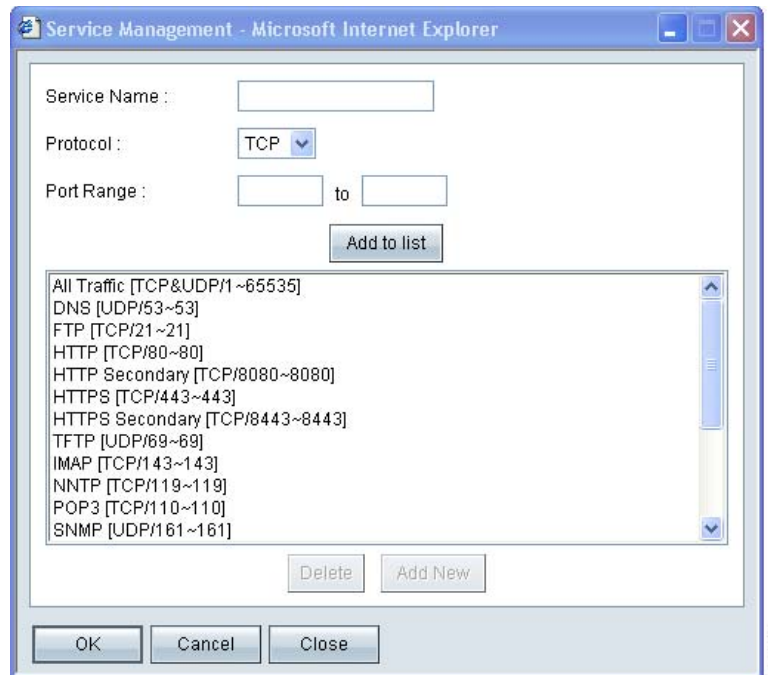 Service Management - Microsoft Internet Explorer
Service Name :
Protocol : TCP
Port Range : to
Add to list
All Traffic [TCP&UDP/1~65535]
DNS [UDP/53~53]
FTP [TCP/21~21]
HTTP [TCP/80~80]
HTTP Secondary [TCP/8080~8080]
HTTPS [TCP/443~443]
HTTPS Secondary [TCP/8443~8443]
TFTP [UDP/69~69]
IMAP [TCP/143~143]
NNTP [TCP/119~119]
POP3 [TCP/110~110]
SNMP [UDP/161~161]
Delete Add New
OK Cancel Close